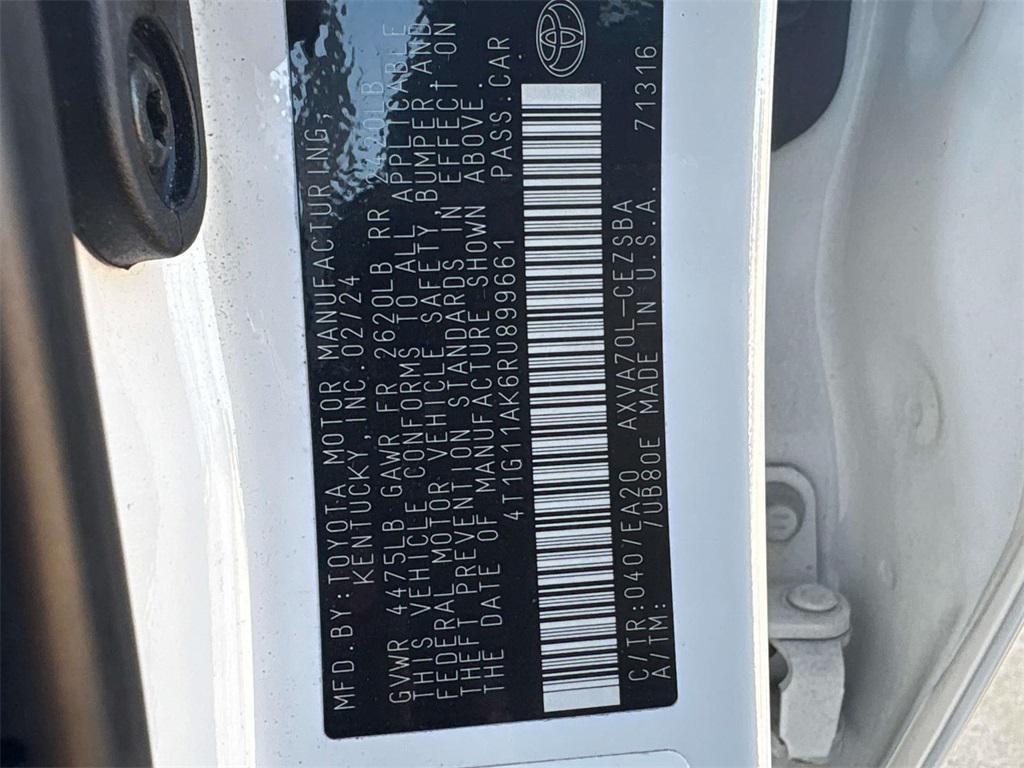 MFD.BY:TOYOTA MOTOR MANUFACTURING,
KENTUCKY,INC.02/24
GVWR 4475LB GAWR FR 2620LB RR 2420LB
THIS VEHICLE CONFORMS TO ALL APPLICABLE
FEDERAL MOTOR VEHICLE SAFETY,BUMPER,AND
THEFT PREVENTION STANDARDS IN EFFECT ON
THE DATE OF MANUFACTURE SHOWN ABOVE.
4T1G11AK6RU899661 PASS.CAR
C/TR:040/EA20 AXVA70L-CEZSBA
A/TM: /UB80E MADE IN U.S.A. 71316